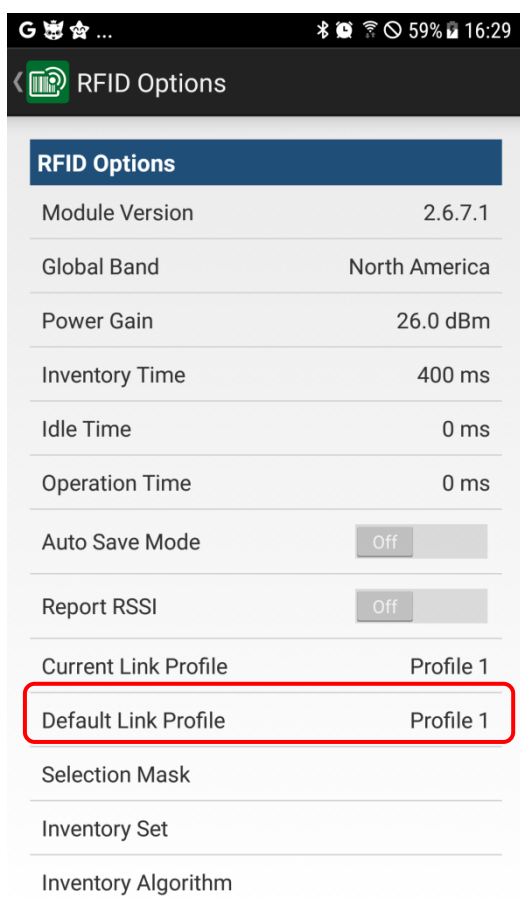 G ... 59% 16:29
RFID Options
RFID Options
Module Version 2.6.7.1
Global Band North America
Power Gain 26.0 dBm
Inventory Time 400 ms
Idle Time 0 ms
Operation Time 0 ms
Auto Save Mode Off
Report RSSI Off
Current Link Profile Profile 1
Default Link Profile Profile 1
Selection Mask
Inventory Set
Inventory Algorithm